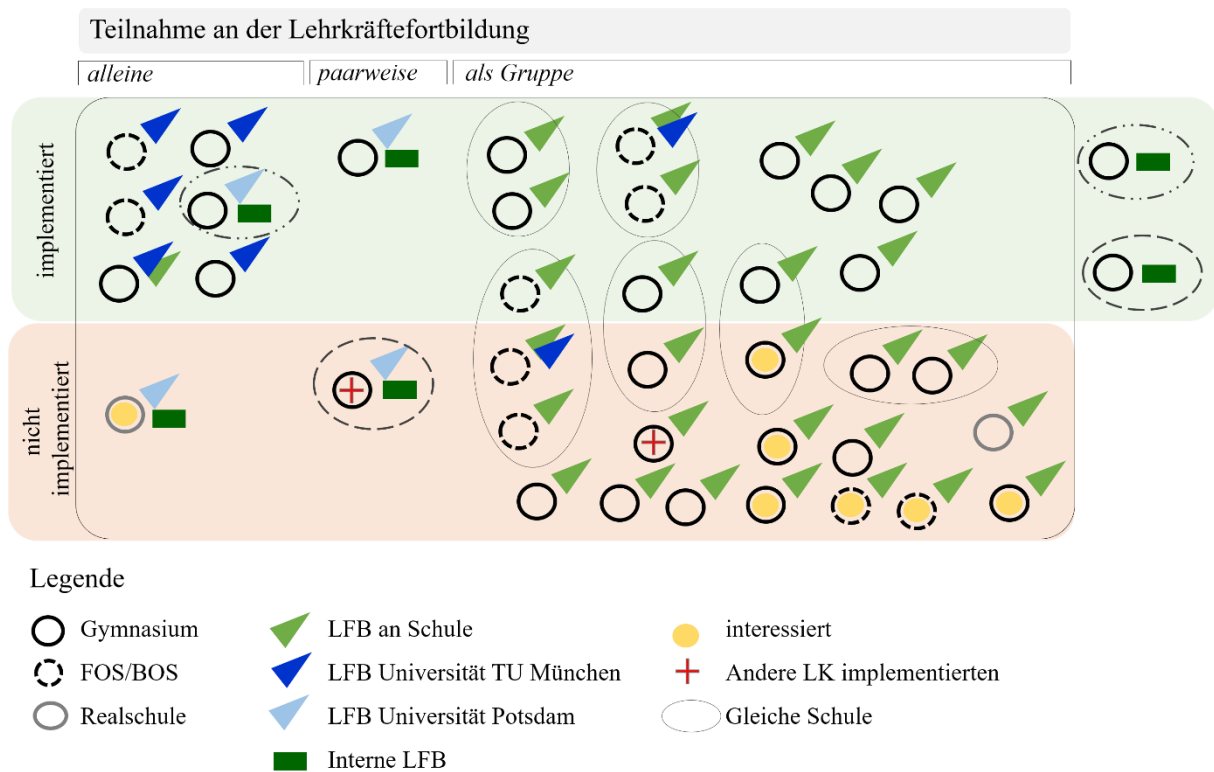 Teilnahme an der Lehrkräftefortbildung
alleine
paarweise
als Gruppe
implementiert
nicht
implementiert
Legende
Gymnasium
FOS/BOS
Realschule
LFB an Schule
LFB Universität TU München
LFB Universität Potsdam
Interne LFB
interessiert
Andere LK implementierten
Gleiche Schule